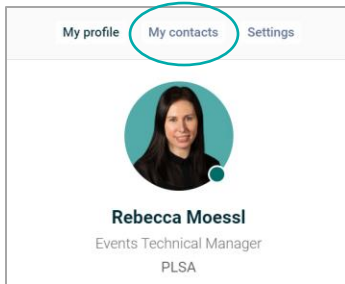 My profile My contacts Settings
Rebecca Moessl
Events Technical Manager
PLSA